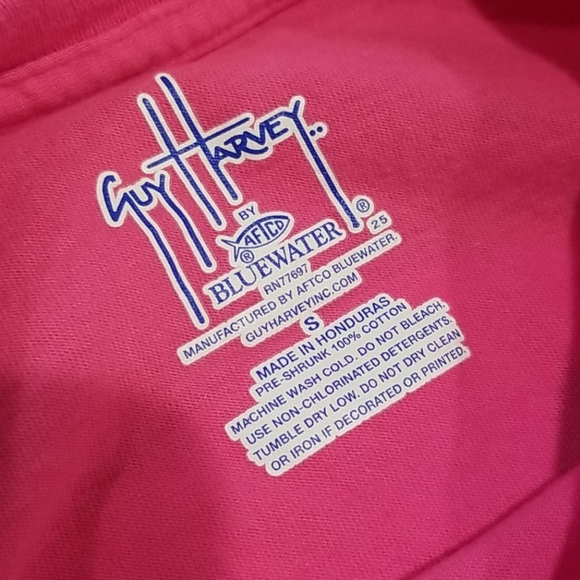 GUY HARVEY..
BY
AFTCO
®
BLUEWATER ®
RN77697 25
MANUFACTURED BY AFTCO BLUEWATER.
GUYHARVEYINC.COM
S
MADE IN HONDURAS
PRE-SHRUNK 100% COTTON
MACHINE WASH COLD. DO NOT BLEACH.
USE NON-CHLORINATED DETERGENTS.
TUMBLE DRY LOW. DO NOT DRY CLEAN
OR IRON IF DECORATED OR PRINTED.